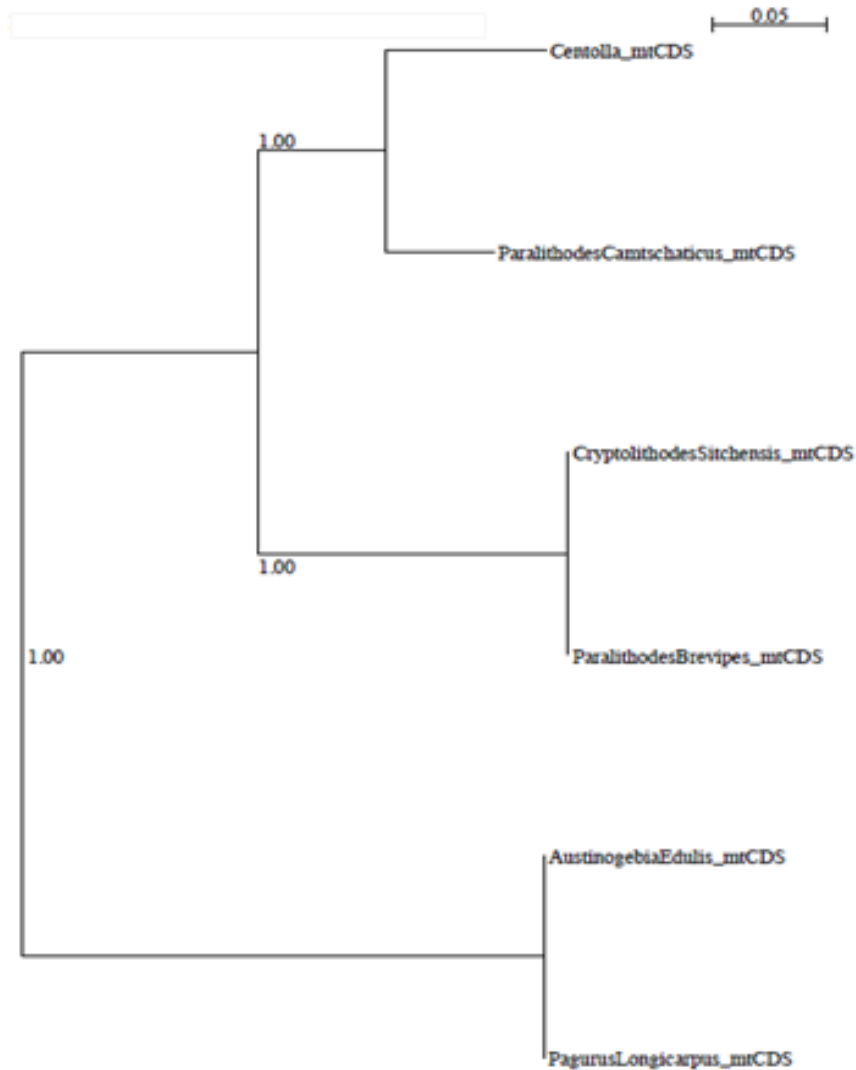 0.05
Centolla_mtCDS
1.00
ParalithodesCamtschaticus_mtCDS
CryptolithodesSitchensis_mtCDS
1.00
1.00
ParalithodesBrevipes_mtCDS
AustinogebiaEdulis_mtCDS
PagurusLongicarpus_mtCDS